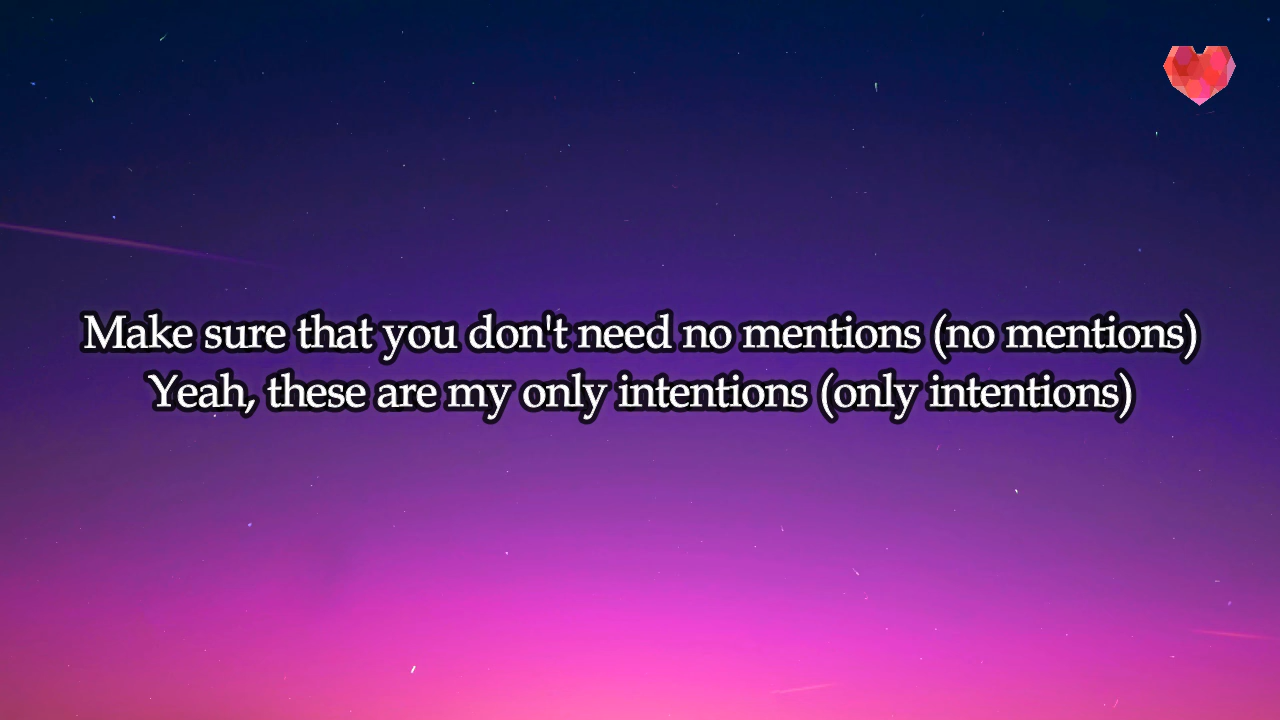 Make sure that you don't need no mentions (no mentions)
Yeah, these are my only intentions (only intentions)